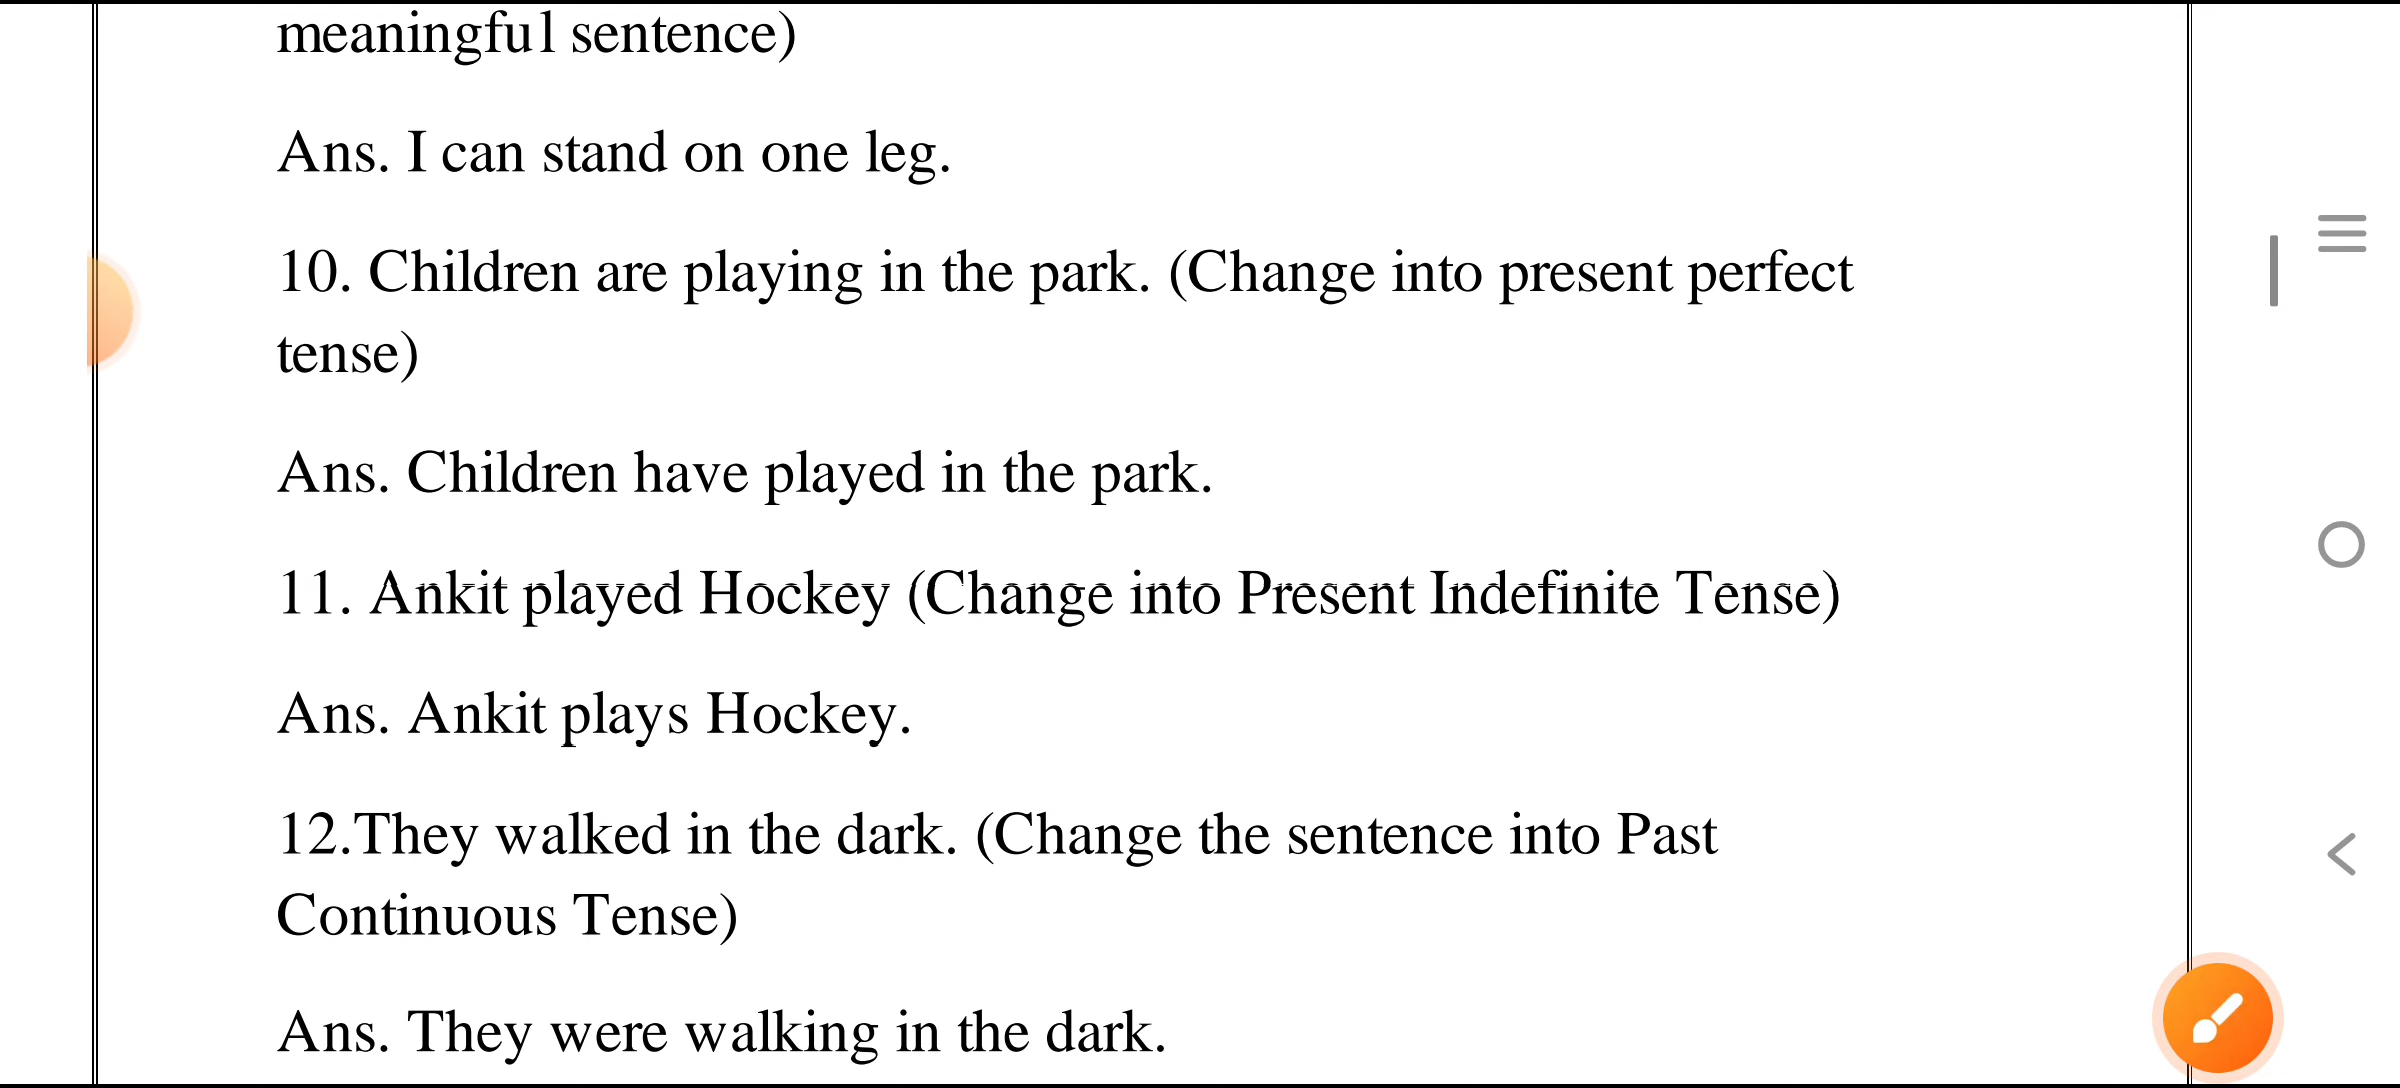 meaningful sentence)
Ans. I can stand on one leg.
10. Children are playing in the park. (Change into present perfect
tense)
Ans. Children have played in the park.
11. Ankit played Hockey (Change into Present Indefinite Tense)
Ans. Ankit plays Hockey.
12.They walked in the dark. (Change the sentence into Past
Continuous Tense)
Ans. They were walking in the dark.